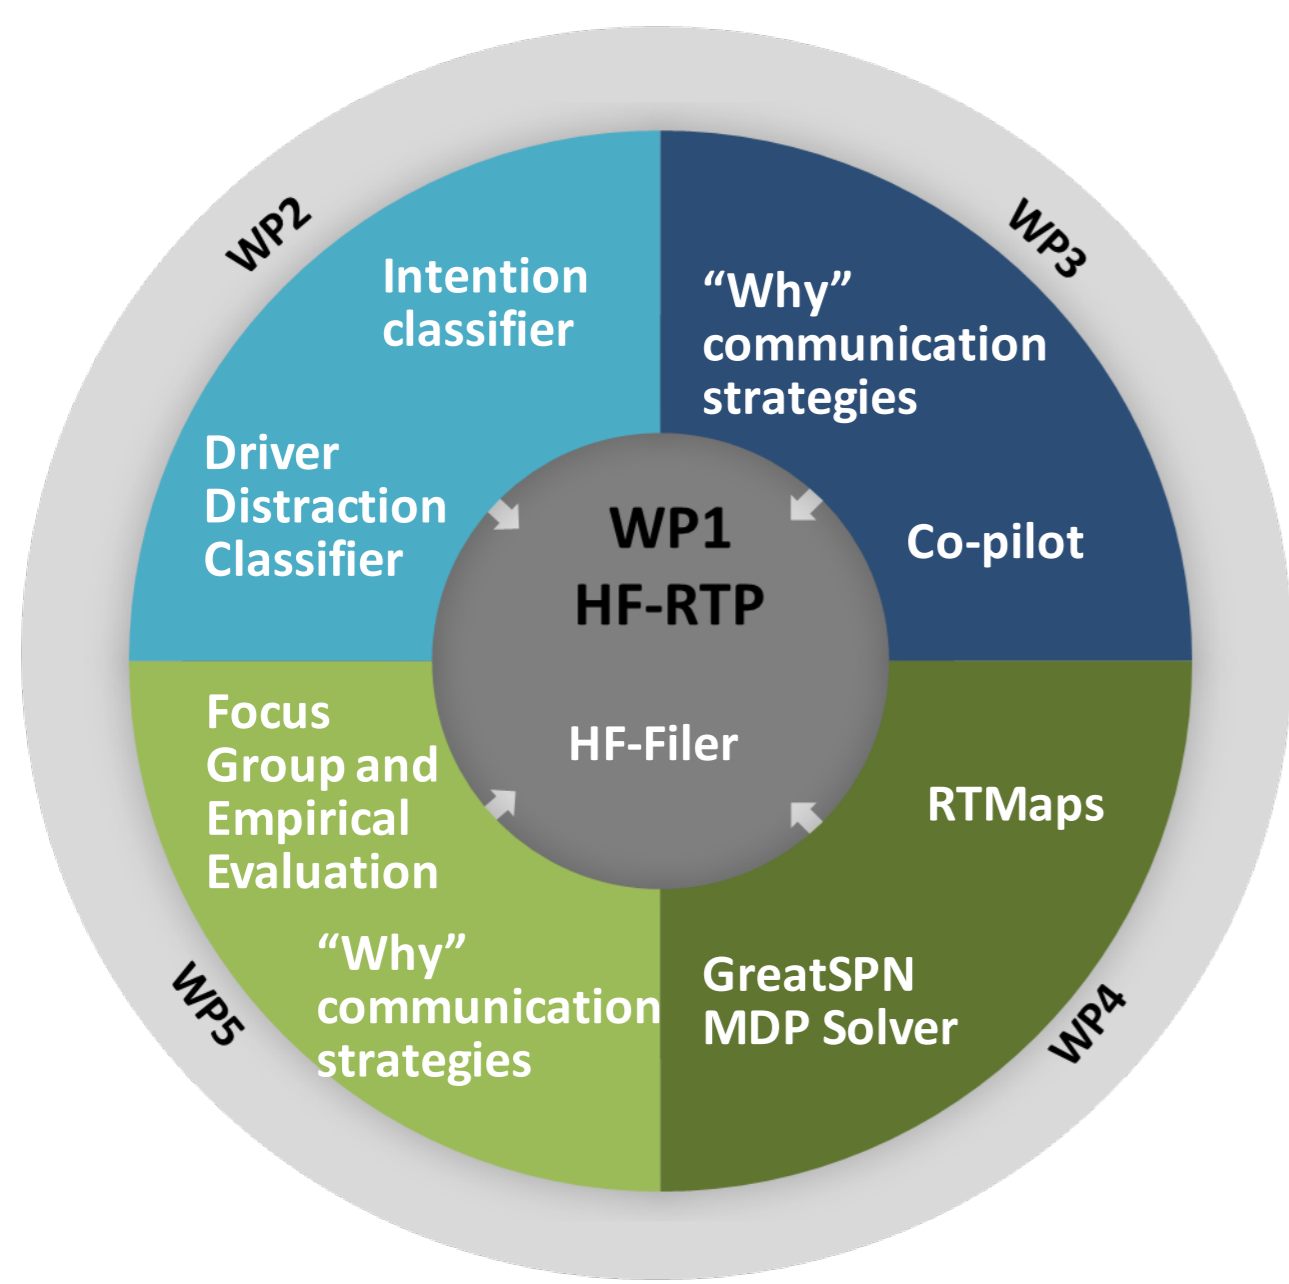 WP2
WP3
Intention
classifier
“Why”
communication
strategies
Driver
Distraction
Classifier
Co-pilot
WP1
HF-RTP
HF-Filer
Focus
Group and
Empirical
Evaluation
“Why”
communication
strategies
RTMaps
GreatSPN
MDP Solver
WP5
WP4